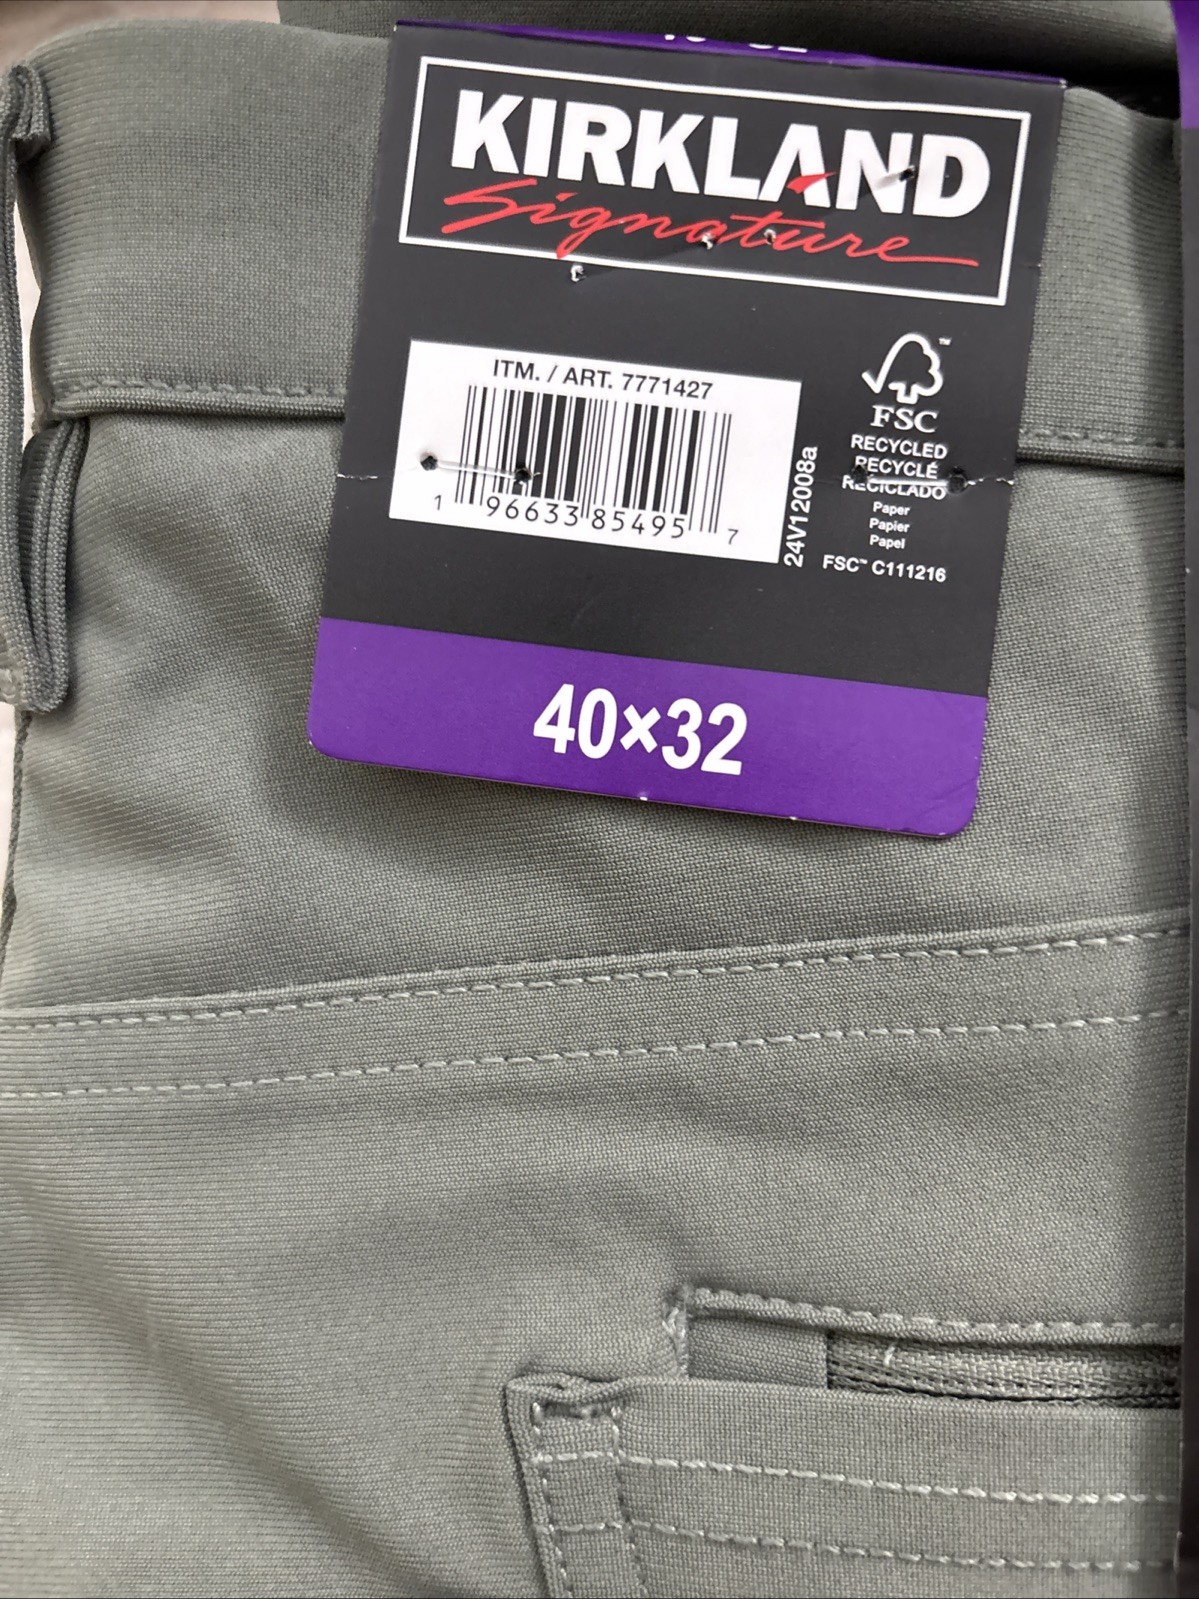 KIRKLAND
Signature
ITM. / ART. 7771427
1 96633 85495 7
24V12008a
FSC
RECYCLED
RECYCLÉ
RECICLADO
Paper
Papier
Papel
FSC™ C111216
40×32